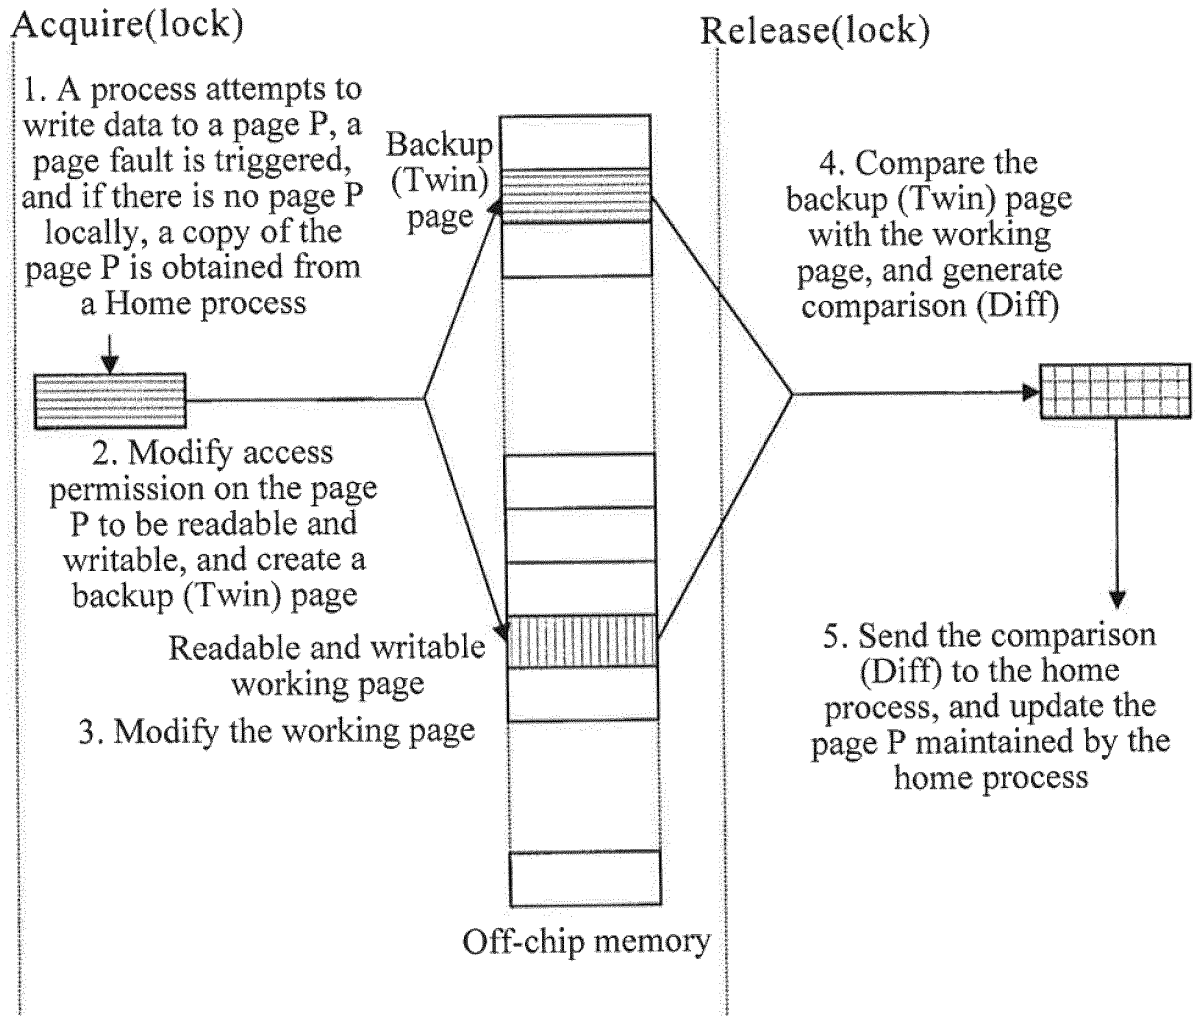 Acquire(lock)
Release(lock)
1. A process attempts to
write data to a page P, a
page fault is triggered,
and if there is no page P
locally, a copy of the
page P is obtained from
a Home process
Backup
(Twin)
page
2. Modify access
permission on the page
P to be readable and
writable, and create a
backup (Twin) page
Readable and writable
working page
3. Modify the working page
Off-chip memory
4. Compare the
backup (Twin) page
with the working
page, and generate
comparison (Diff)
5. Send the comparison
(Diff) to the home
process, and update the
page P maintained by the
home process